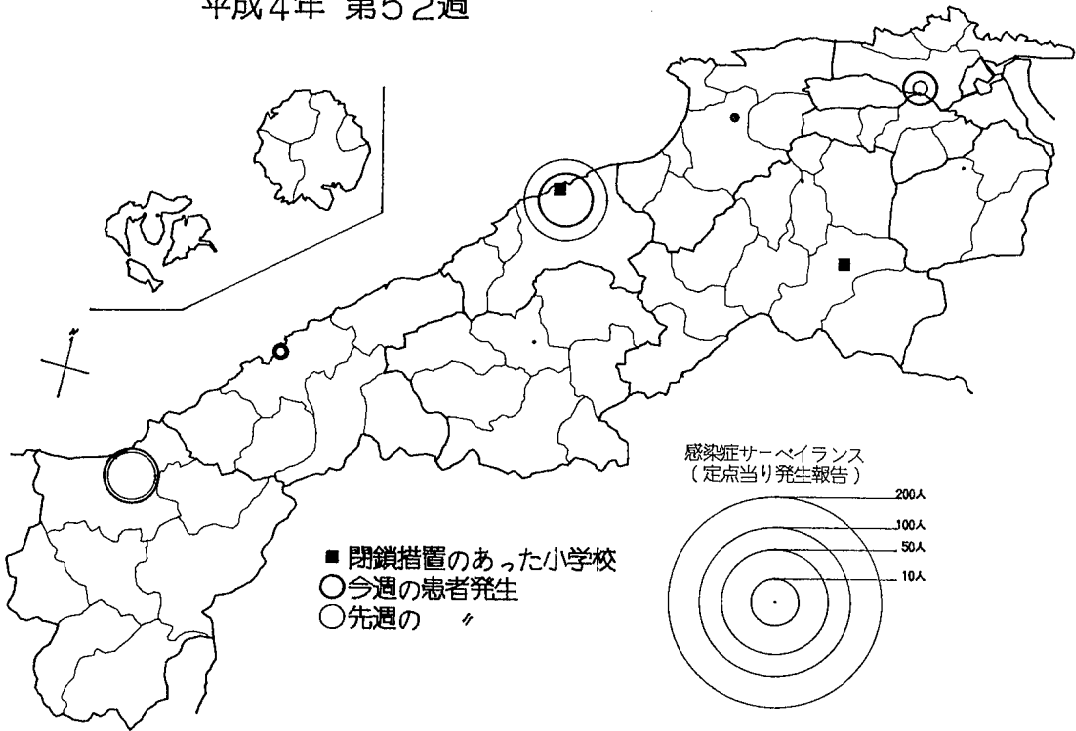 平成4年 第52週
N
感染症サーベイランス
(定点当り発生報告)
200人
100人
50人
10人
■閉鎖措置のあった小学校
○今週の患者発生
○先週の 〃